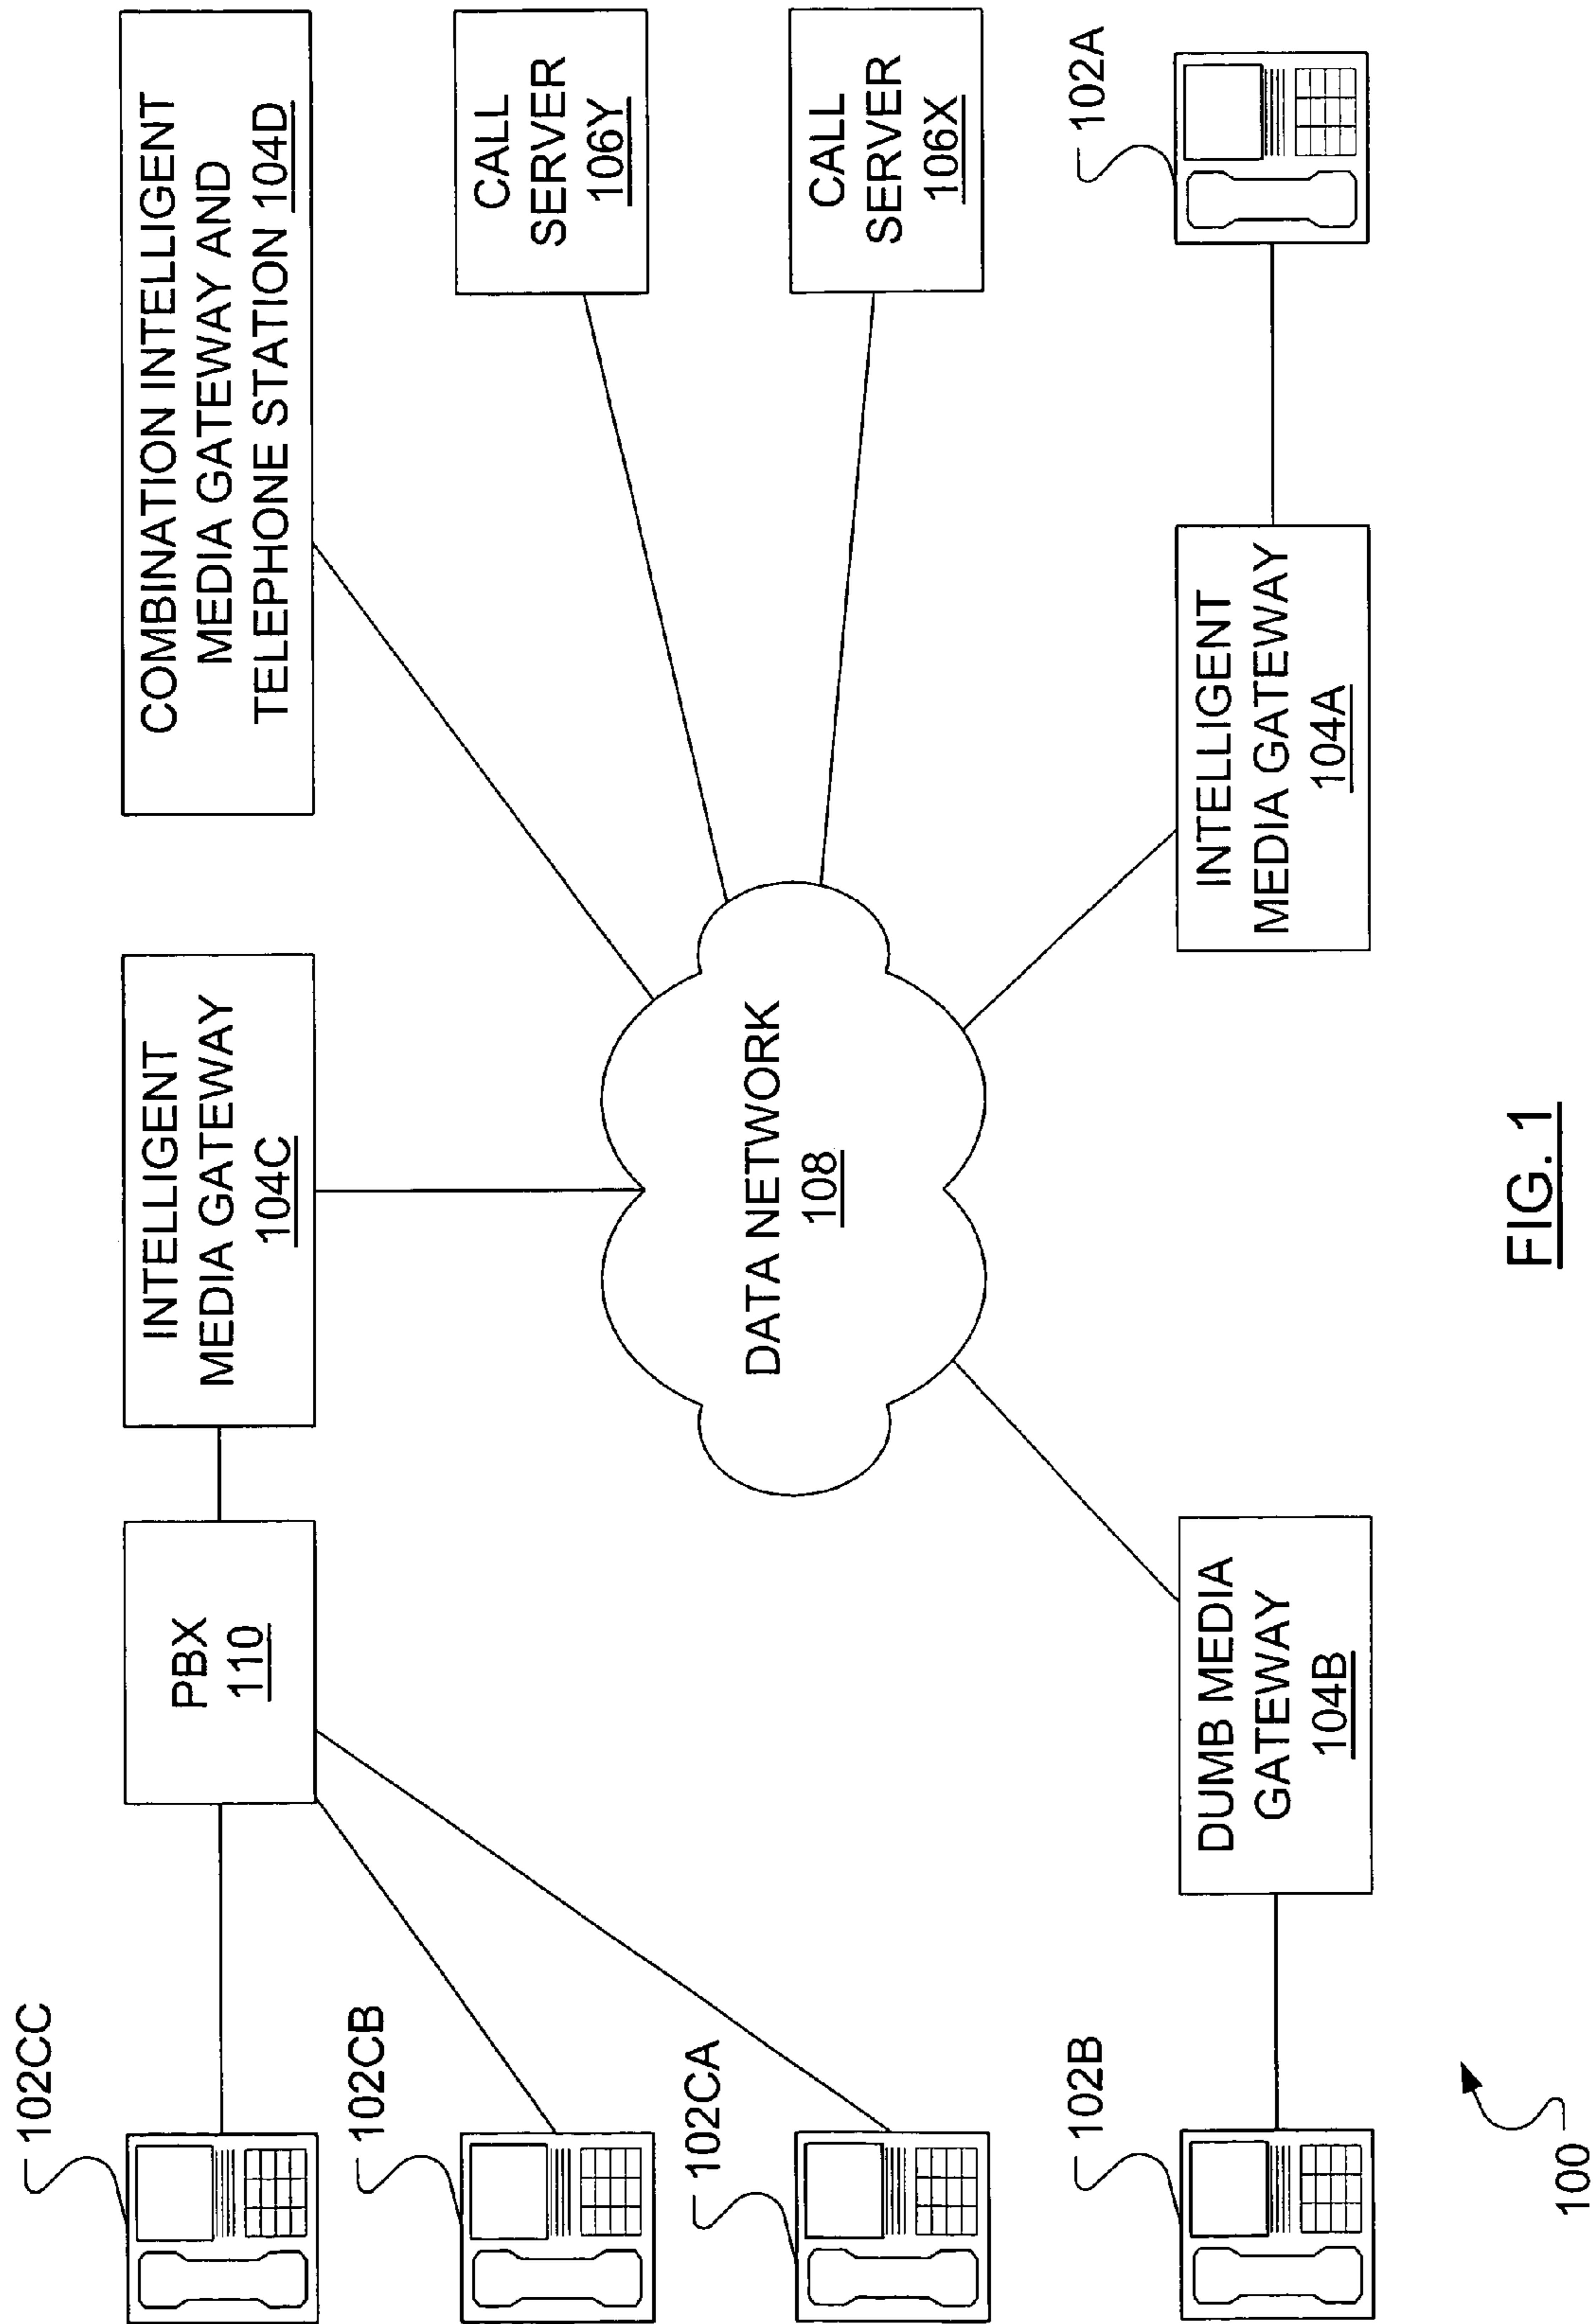 102CC
PBX
110
INTELLIGENT
MEDIA GATEWAY
104C
COMBINATION INTELLIGENT
MEDIA GATEWAY AND
TELEPHONE STATION 104D
102CB
CALL
SERVER
106Y
102CA
DATA NETWORK
108
CALL
SERVER
106X
102B
DUMB MEDIA
GATEWAY
104B
INTELLIGENT
MEDIA GATEWAY
104A
102A
100
FIG. 1